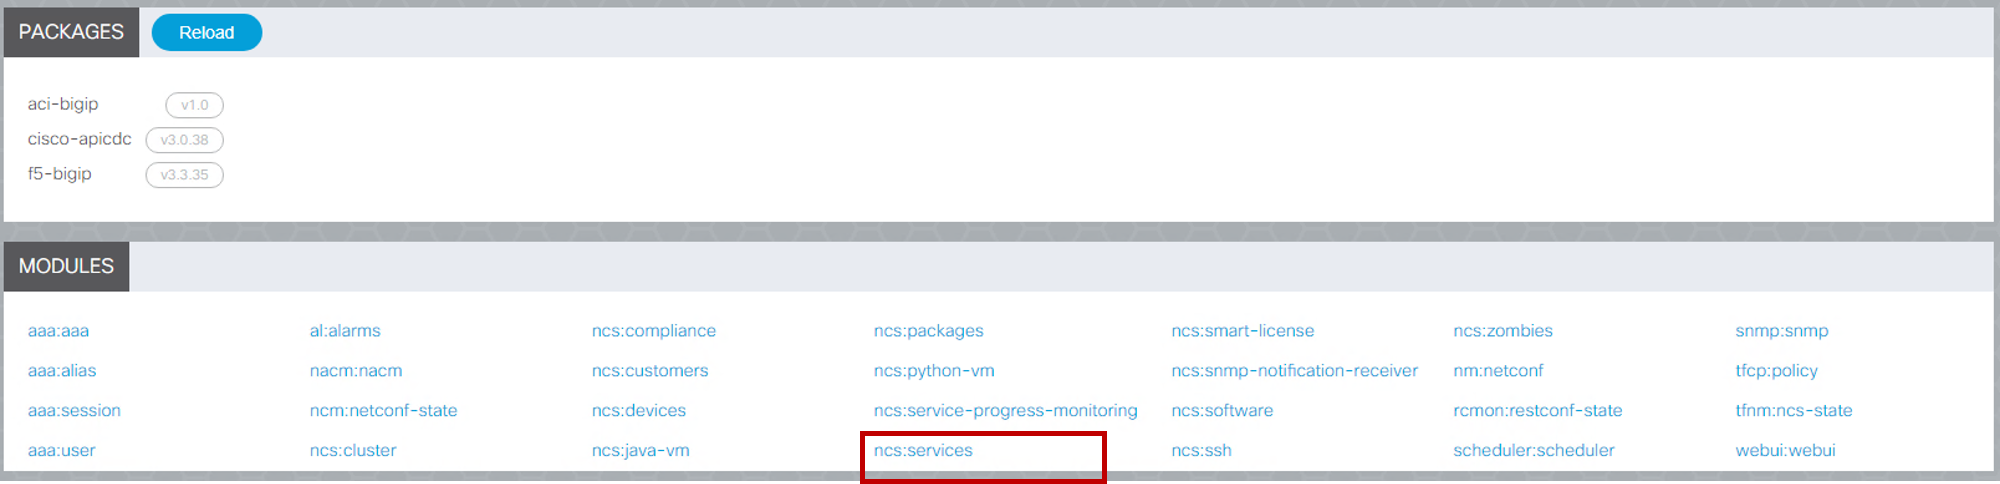 PACKAGES Reload
aci-bigip v1.0
cisco-apicdc v3.0.38
f5-bigip v3.3.35
MODULES
aaa:aaa al:alarms ncs:compliance ncs:packages ncs:smart-license ncs:zombies snmp:snmp
aaa:alias nacm:nacm ncs:customers ncs:python-vm ncs:snmp-notification-receiver nm:netconf tfcp:policy
aaa:session ncm:netconf-state ncs:devices ncs:service-progress-monitoring ncs:software rcmon:restconf-state tfnm:ncs-state
aaa:user ncs:cluster ncs:java-vm ncs:services ncs:ssh scheduler:scheduler webui:webui